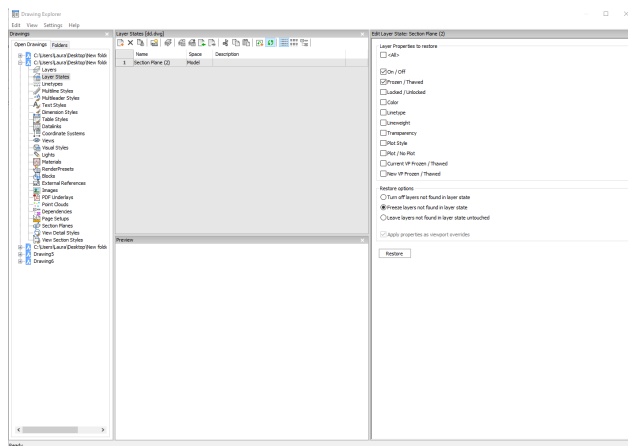 Drawing Explorer
Edit View Settings Help
Drawings
Open Drawings Folders
C:\Users\Laura\Desktop\New folde
C:\Users\Laura\Desktop\New folde
Layers
Layer States
Linetypes
Multiline Styles
Multileader Styles
Text Styles
Dimension Styles
Table Styles
Datalinks
Coordinate Systems
Views
Visual Styles
Lights
Materials
RenderPresets
Blocks
External References
Images
PDF Underlays
Point Clouds
Dependencies
Page Setups
Section Planes
View Detail Styles
View Section Styles
C:\Users\Laura\Desktop\New folde
Drawing5
Drawing6
Layer States [dd.dwg]
Name Space Description
1 Section Plane (2) Model
Preview
Edit Layer State: Section Plane (2)
Layer Properties to restore
<All>
On / Off
Frozen / Thawed
Locked / Unlocked
Color
Linetype
Lineweight
Transparency
Plot Style
Plot / No Plot
Current VP Frozen / Thawed
New VP Frozen / Thawed
Restore options
Turn off layers not found in layer state
Freeze layers not found in layer state
Leave layers not found in layer state untouched
Apply properties as viewport overrides
Restore
Ready